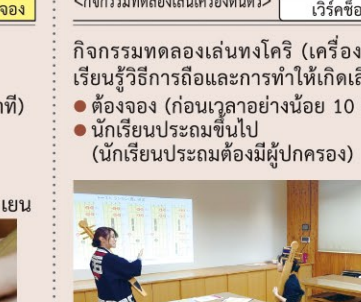 จอง
<กิจกรรมทดลองเล่นเครื่องดนตรี>
กิจกรรมทดลองเล่นทงโคริ (เครื่อง
เรียนรู้วิธีการถือและการทำให้เกิด
● ต้องจอง (ก่อนเวลาอย่างน้อย 10
ที)
● นักเรียนประถมขึ้นไป
(นักเรียนประถมต้องมีผู้ปกครอง)
เยน